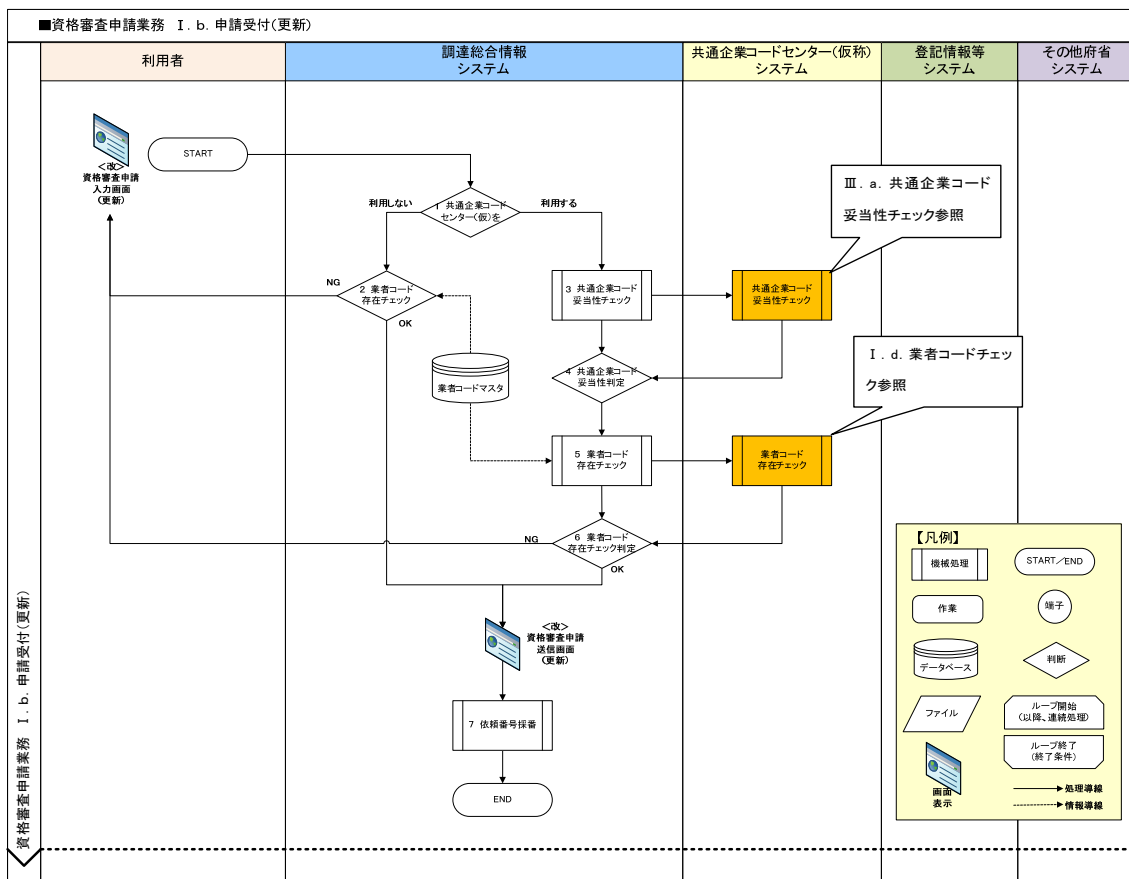 ■資格審査申請業務　Ⅰ．ｂ．申請受付(更新)
利用者
調達総合情報
システム
共通企業コードセンター(仮称)
システム
登記情報等
システム
その他府省
システム
START
＜改＞
資格審査申請
入力画面
(更新)
利用しない
1 共通企業コード
センター(仮)を
利用する
Ⅲ．a．共通企業コード
妥当性チェック参照
NG
2 業者コード
存在チェック
OK
3 共通企業コード
妥当性チェック
共通企業コード
妥当性チェック
業者コードマスタ
4 共通企業コード
妥当性判定
Ⅰ．d．業者コードチェッ
ク参照
5 業者コード
存在チェック
業者コード
存在チェック
NG
6 業者コード
存在チェック判定
OK
＜改＞
資格審査申請
送信画面
(更新)
7 依頼番号採番
END
【凡例】
機械処理
START／END
作業
端子
データベース
判断
ファイル
ループ開始
(以降、連続処理)
ループ終了
(終了条件)
画面
表示
処理導線
情報導線
資格審査申請業務　Ⅰ．ｂ．申請受付(更新)